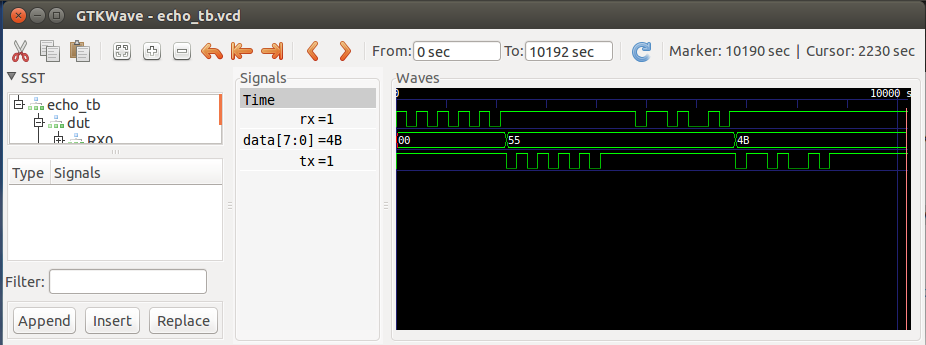 GTKWave - echo_tb.vcd
From: 0 sec To: 10192 sec Marker: 10190 sec | Cursor: 2230 sec
SST
echo_tb
dut
RX0
Type Signals
Filter:
Append Insert Replace
Signals
Time
rx =1
data[7:0] =4B
tx =1
Waves
0 10000 s
00 55 4B